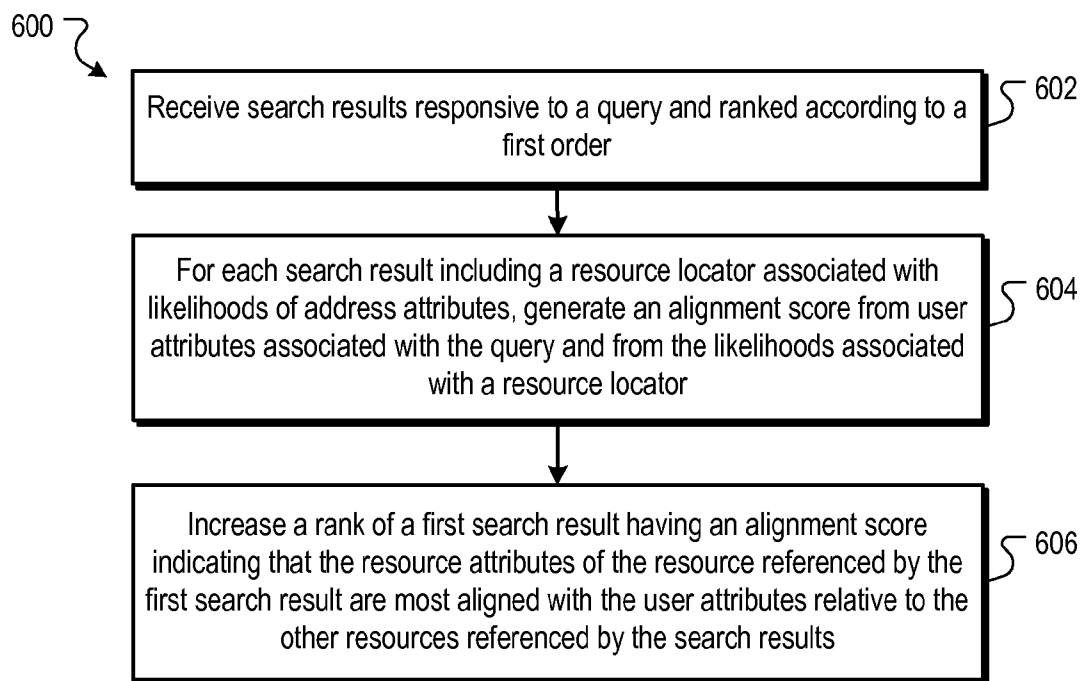 600
Receive search results responsive to a query and ranked according to a
first order
602
For each search result including a resource locator associated with
likelihoods of address attributes, generate an alignment score from user
attributes associated with the query and from the likelihoods associated
with a resource locator
604
Increase a rank of a first search result having an alignment score
indicating that the resource attributes of the resource referenced by the
first search result are most aligned with the user attributes relative to the
other resources referenced by the search results
606